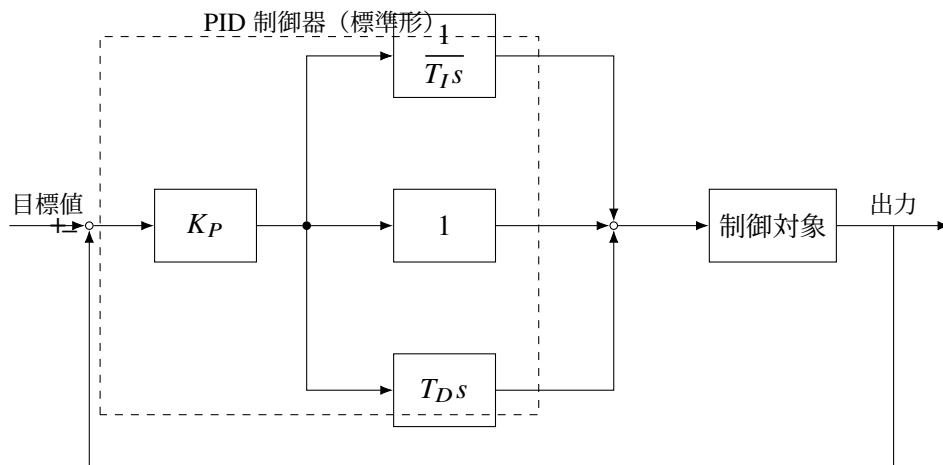 PID 制御器（標準形）
1
T_I s
目標値
+
−
K_P
1
制御対象
出力
T_D s